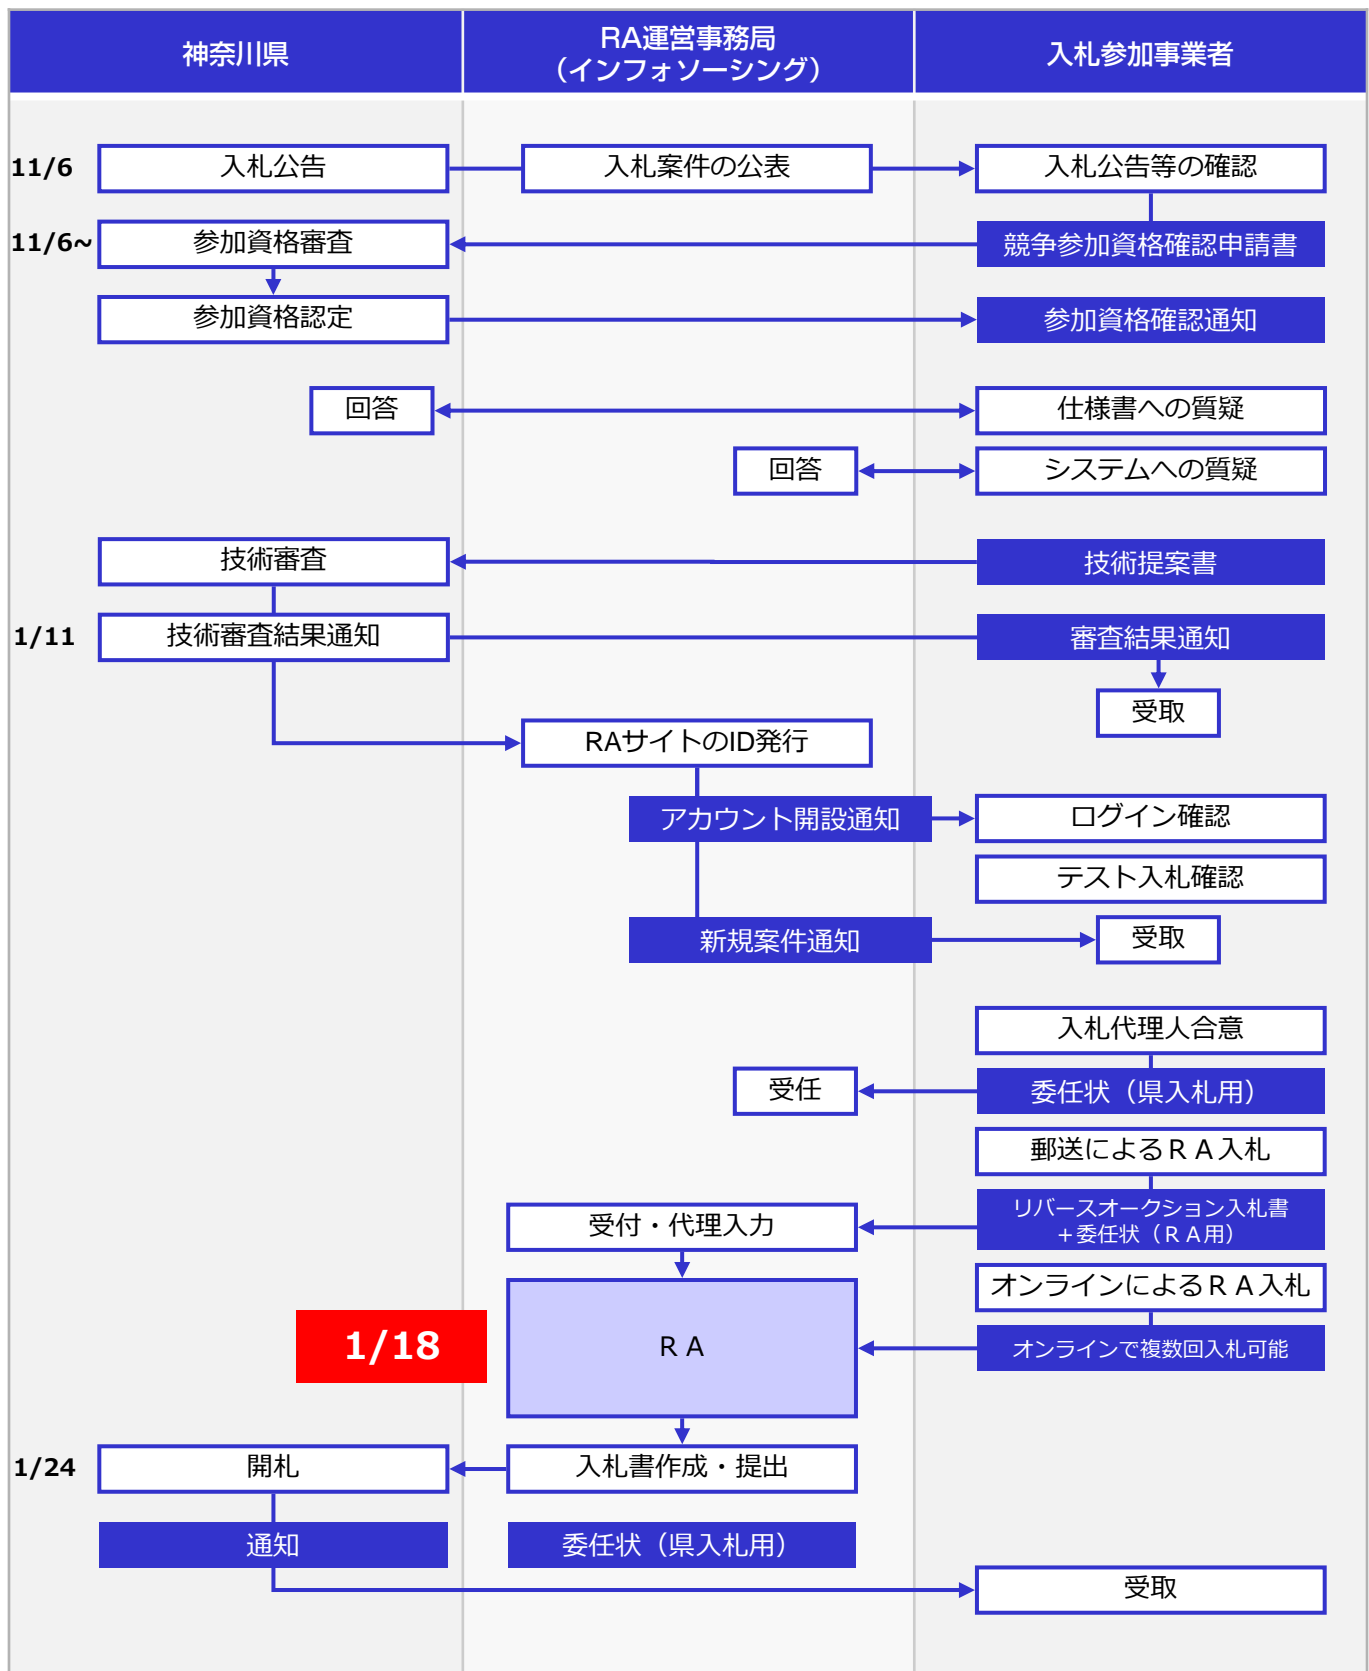 神奈川県
RA運営事務局
（インフォソーシング）
入札参加事業者
11/6
入札公告
入札案件の公表
入札公告等の確認
11/6~
参加資格審査
競争参加資格確認申請書
参加資格認定
参加資格確認通知
回答
仕様書への質疑
回答
システムへの質疑
技術審査
技術提案書
1/11
技術審査結果通知
審査結果通知
受取
RAサイトのID発行
アカウント開設通知
ログイン確認
テスト入札確認
新規案件通知
受取
入札代理人合意
受任
委任状（県入札用）
郵送によるＲＡ入札
受付・代理入力
リバースオークション入札書
＋委任状（ＲＡ用）
オンラインによるＲＡ入札
1/18
ＲＡ
オンラインで複数回入札可能
1/24
開札
入札書作成・提出
通知
委任状（県入札用）
受取